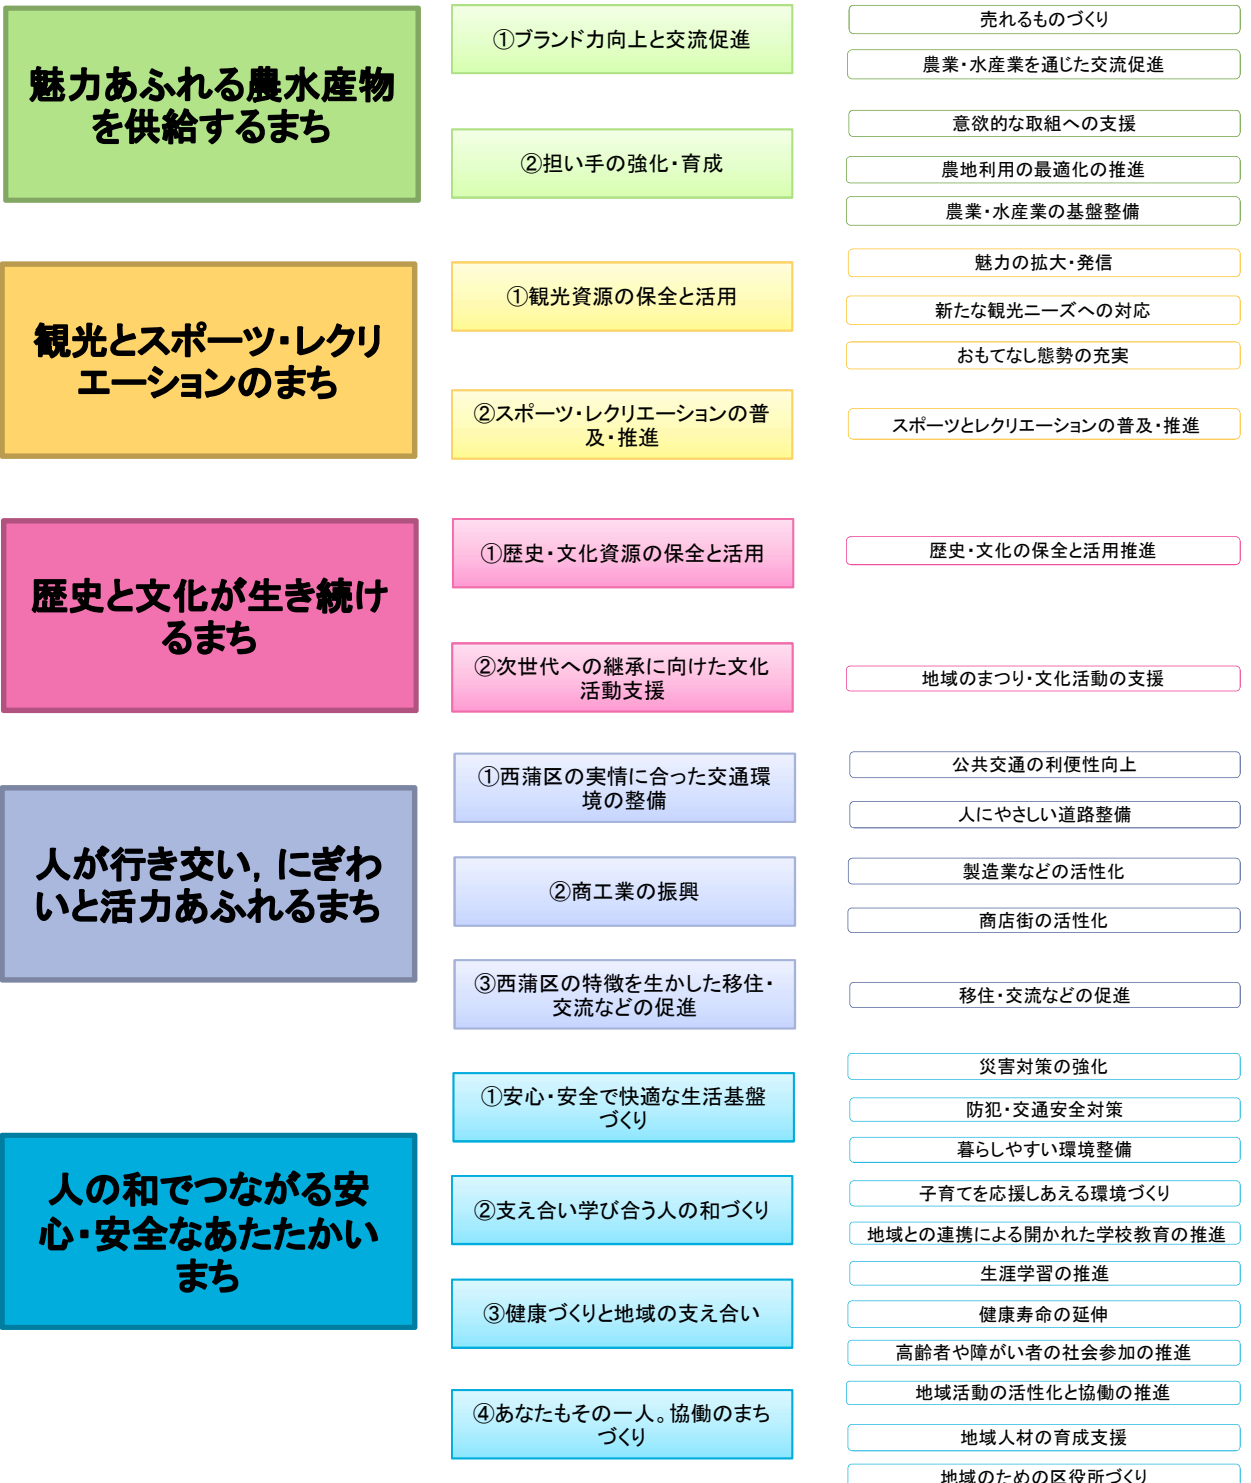 魅力あふれる農水産物
を供給するまち
①ブランド力向上と交流促進
売れるものづくり
農業・水産業を通じた交流促進
②担い手の強化・育成
意欲的な取組への支援
農地利用の最適化の推進
農業・水産業の基盤整備
観光とスポーツ・レクリ
エーションのまち
①観光資源の保全と活用
魅力の拡大・発信
新たな観光ニーズへの対応
おもてなし態勢の充実
②スポーツ・レクリエーションの普
及・推進
スポーツとレクリエーションの普及・推進
歴史と文化が生き続け
るまち
①歴史・文化資源の保全と活用
歴史・文化の保全と活用推進
②次世代への継承に向けた文化
活動支援
地域のまつり・文化活動の支援
人が行き交い，にぎわ
いと活力あふれるまち
①西蒲区の実情に合った交通環
境の整備
公共交通の利便性向上
人にやさしい道路整備
②商工業の振興
製造業などの活性化
商店街の活性化
③西蒲区の特徴を生かした移住・
交流などの促進
移住・交流などの促進
人の和でつながる安
心・安全なあたたかい
まち
①安心・安全で快適な生活基盤
づくり
災害対策の強化
防犯・交通安全対策
暮らしやすい環境整備
②支え合い学び合う人の和づくり
子育てを応援しあえる環境づくり
地域との連携による開かれた学校教育の推進
生涯学習の推進
③健康づくりと地域の支え合い
健康寿命の延伸
高齢者や障がい者の社会参加の推進
④あなたもその一人。協働のまち
づくり
地域活動の活性化と協働の推進
地域人材の育成支援
地域のための区役所づくり